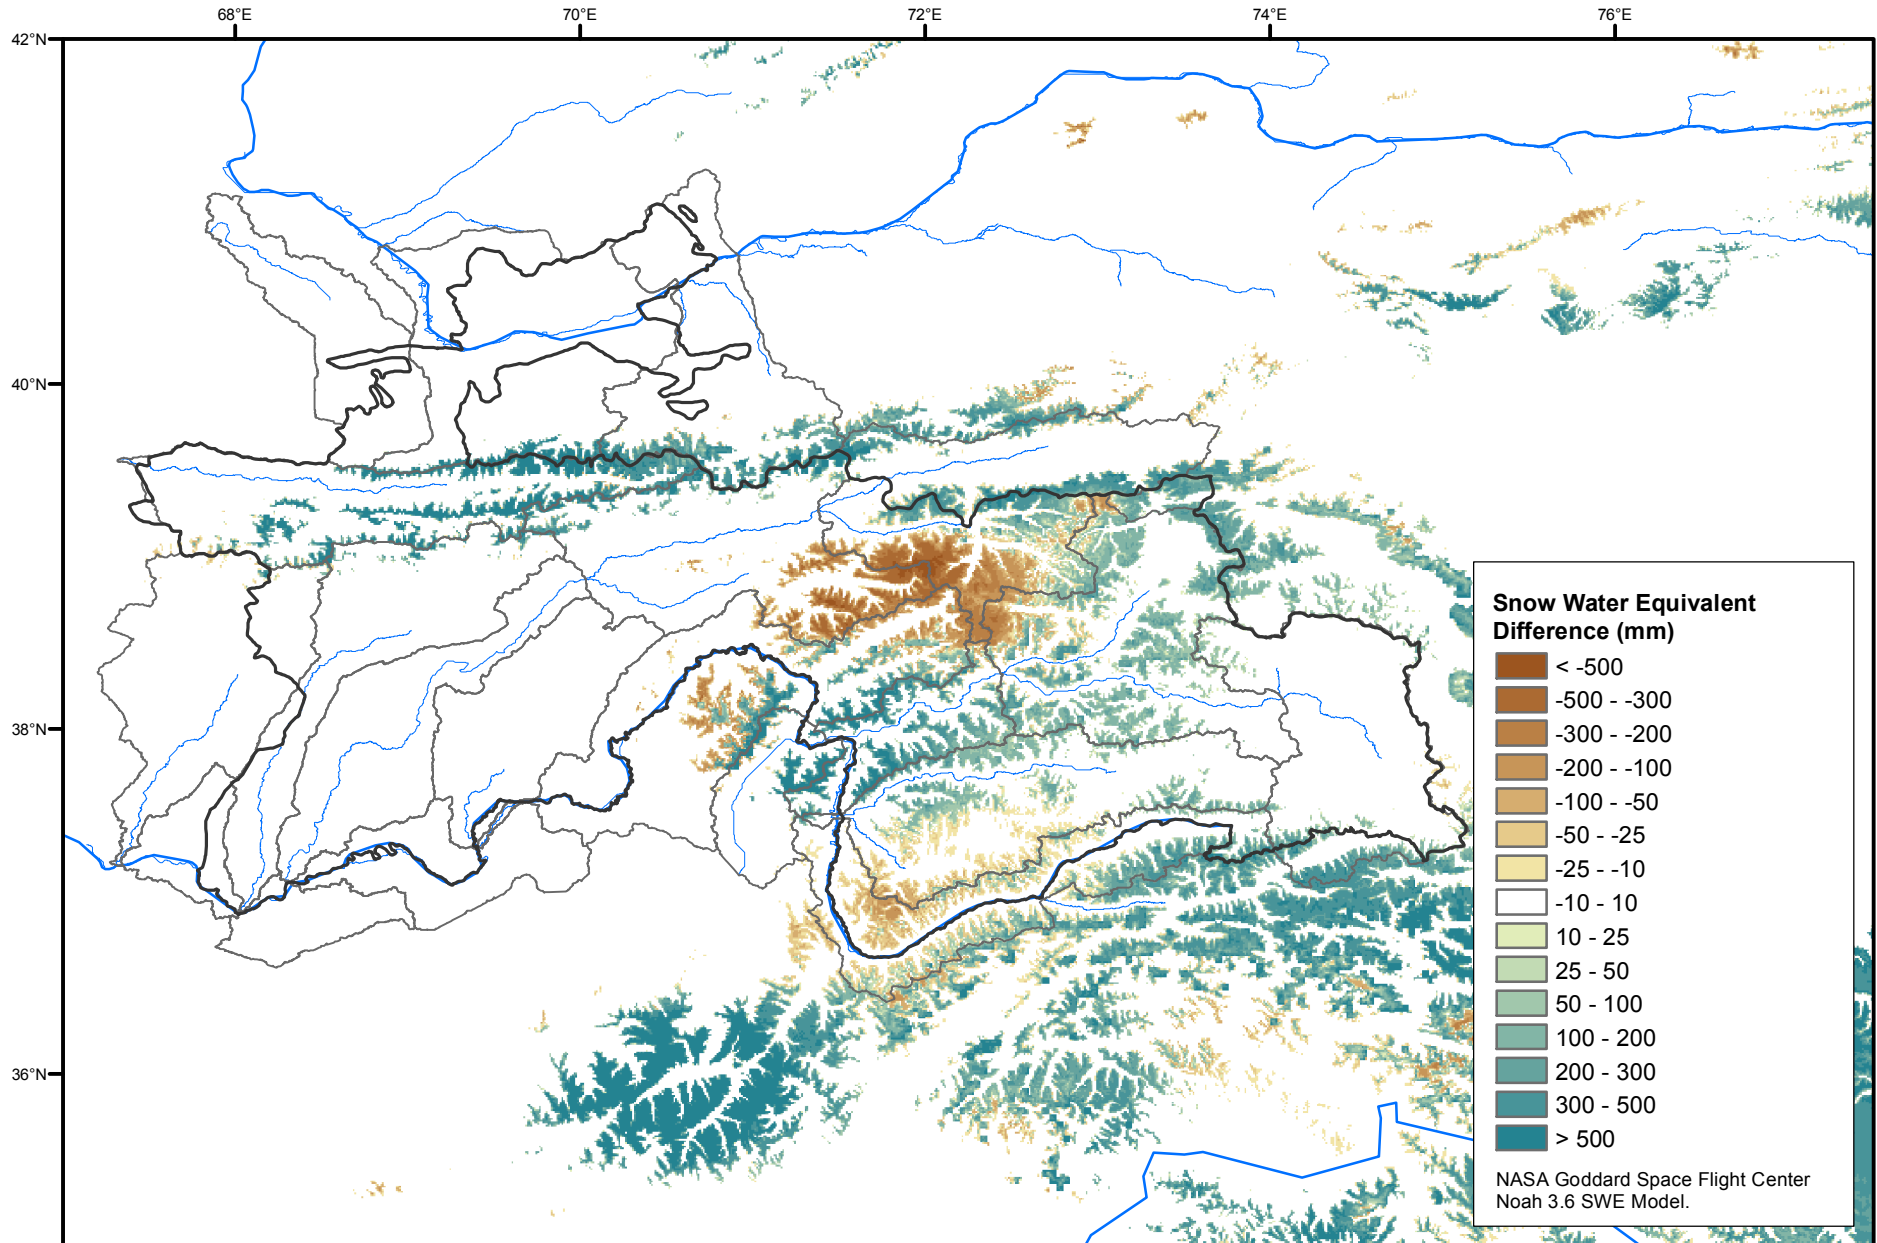 68°E
70°E
72°E
74°E
76°E
42°N
40°N
38°N
36°N
Snow Water Equivalent
Difference (mm)
< -500
-500 - -300
-300 - -200
-200 - -100
-100 - -50
-50 - -25
-25 - -10
-10 - 10
10 - 25
25 - 50
50 - 100
100 - 200
200 - 300
300 - 500
> 500
NASA Goddard Space Flight Center
Noah 3.6 SWE Model.